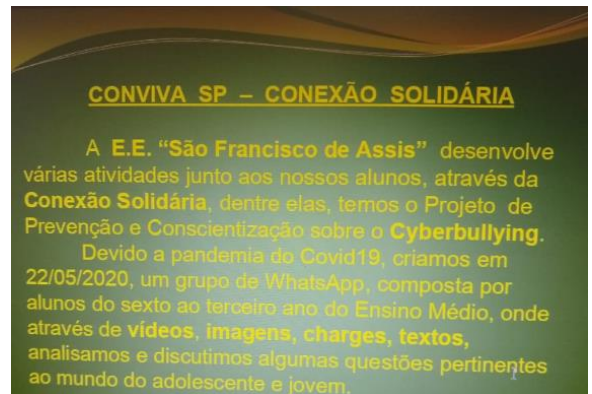 CONVIVA SP – CONEXÃO SOLIDÁRIA
A E.E. “São Francisco de Assis” desenvolve
várias atividades junto aos nossos alunos, através da
Conexão Solidária, dentre elas, temos o Projeto de
Prevenção e Conscientização sobre o Cyberbullying.
Devido a pandemia do Covid19, criamos em
22/05/2020, um grupo de WhatsApp, composta por
alunos do sexto ao terceiro ano do Ensino Médio, onde
através de vídeos, imagens, charges, textos,
analisamos e discutimos algumas questões pertinentes
ao mundo do adolescente e jovem.